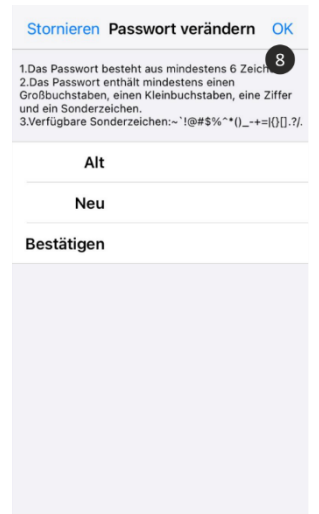 Stornieren Passwort verändern OK
8
1.Das Passwort besteht aus mindestens 6 Zeich
2.Das Passwort enthält mindestens einen
Großbuchstaben, einen Kleinbuchstaben, eine Ziffer
und ein Sonderzeichen.
3.Verfügbare Sonderzeichen:~`!@#$%^*()_-+=|{}[].?/.
Alt
Neu
Bestätigen